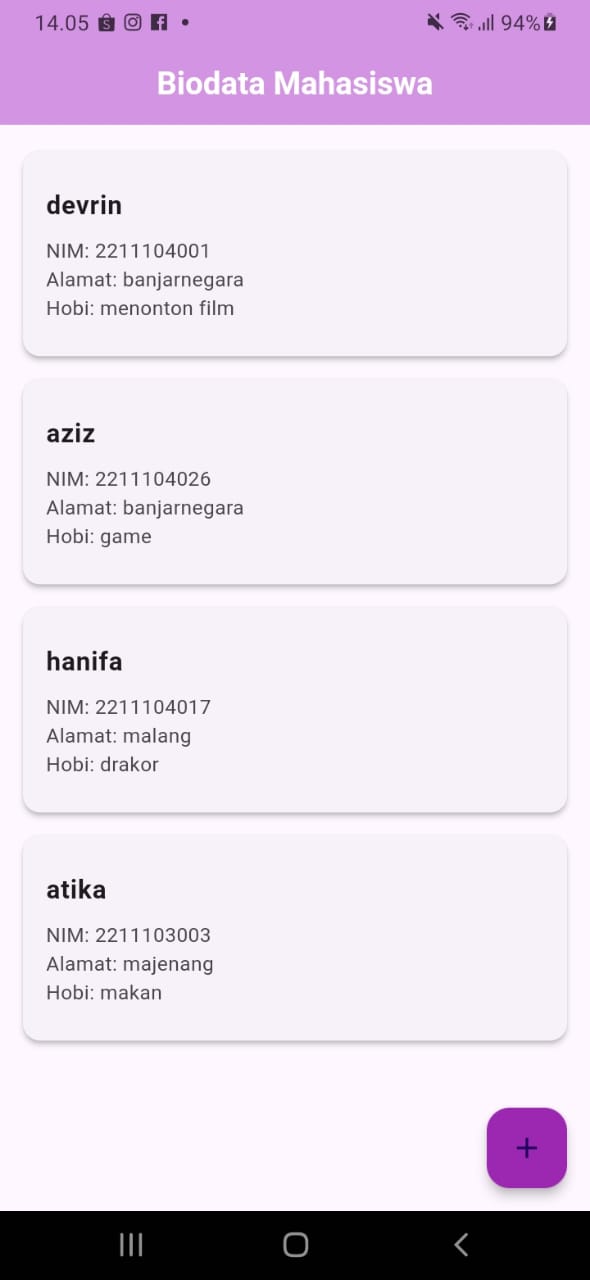 14.05
94%
Biodata Mahasiswa
devrin
NIM: 2211104001
Alamat: banjarnegara
Hobi: menonton film
aziz
NIM: 2211104026
Alamat: banjarnegara
Hobi: game
hanifa
NIM: 2211104017
Alamat: malang
Hobi: drakor
atika
NIM: 2211103003
Alamat: majenang
Hobi: makan
+